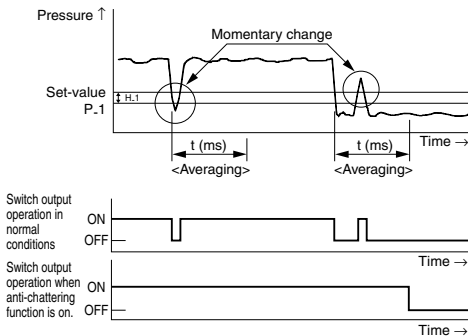 Pressure ↑
Momentary change
Set-value
H_1
P_1
t (ms)
t (ms)
Time →
<Averaging>
<Averaging>
Switch output
operation in
normal
conditions
ON
OFF
Time →
Switch output
operation when
anti-chattering
function is on.
ON
OFF
Time →